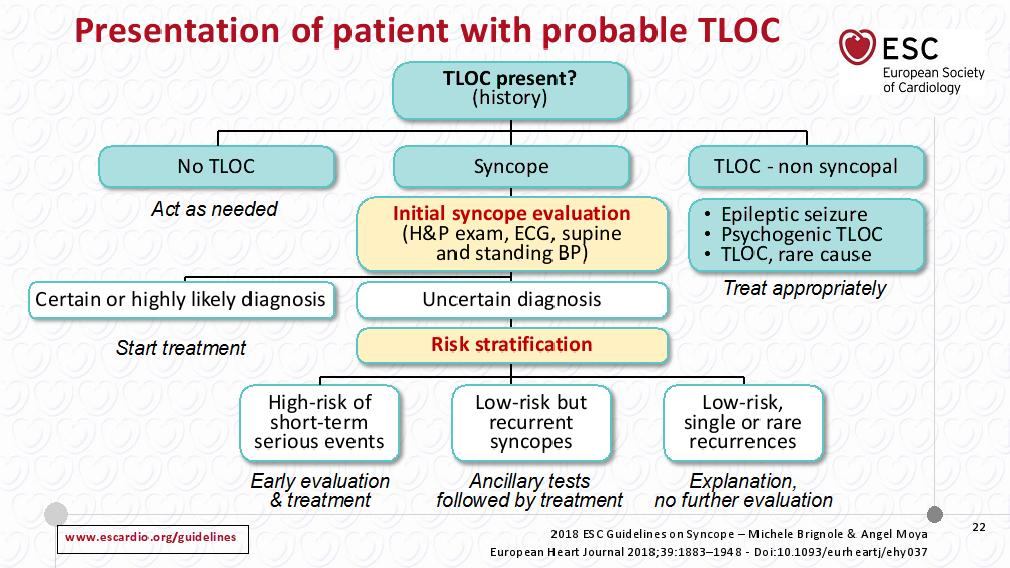 Presentation of patient with probable TLOC
ESC
European Society
of Cardiology
TLOC present?
(history)
No TLOC
Syncope
TLOC - non syncopal
Act as needed
Initial syncope evaluation
(H&P exam, ECG, supine
and standing BP)
• Epileptic seizure
• Psychogenic TLOC
• TLOC, rare cause
Treat appropriately
Certain or highly likely diagnosis
Uncertain diagnosis
Start treatment
Risk stratification
High-risk of
short-term
serious events
Low-risk but
recurrent
syncopes
Low-risk,
single or rare
recurrences
Early evaluation
& treatment
Ancillary tests
followed by treatment
Explanation,
no further evaluation
www.escardio.org/guidelines
2018 ESC Guidelines on Syncope – Michele Brignole & Angel Moya
European Heart Journal 2018;39:1883–1948 - Doi:10.1093/eurheartj/ehy037
22